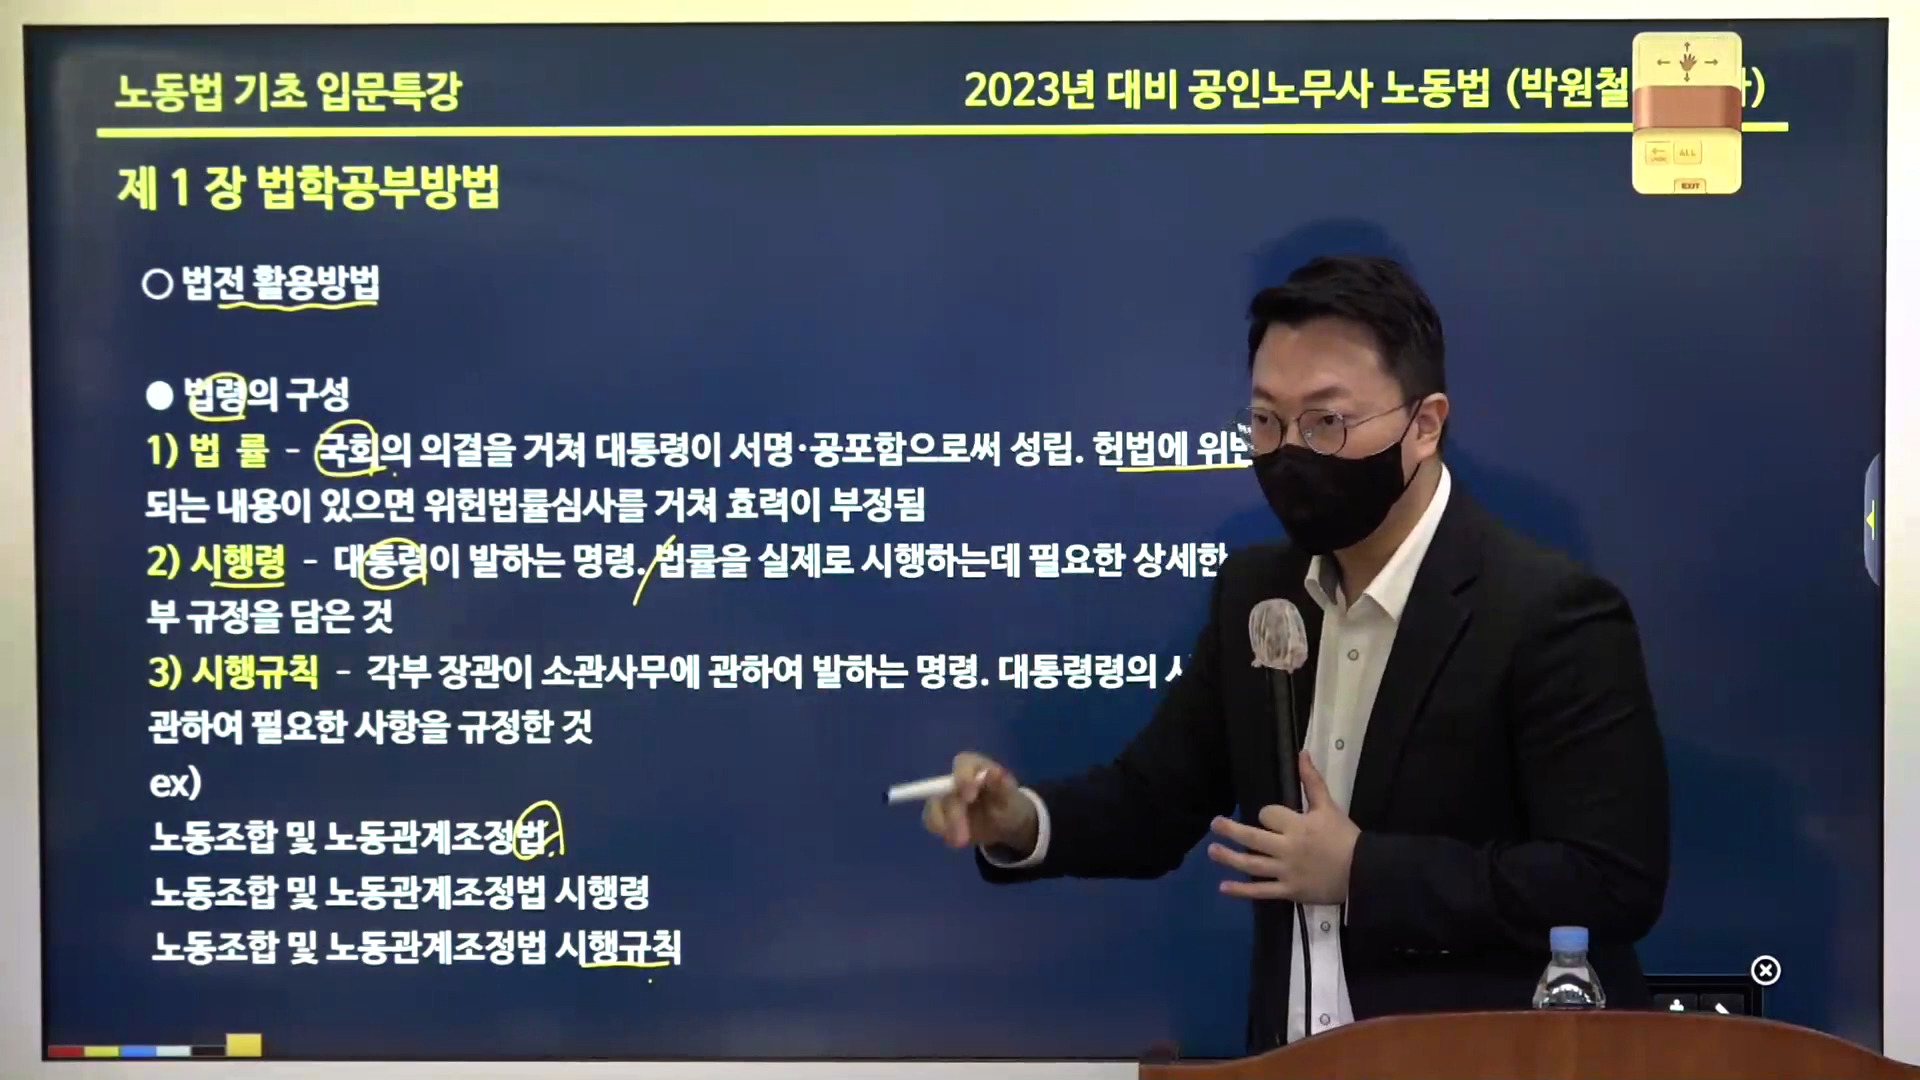 노동법 기초 입문특강
2023년 대비 공인노무사 노동법 (박원철
제 1 장 법학공부방법
○ 법전 활용방법
● 법령의 구성
1) 법 률 - 국회의 의결을 거쳐 대통령이 서명·공포함으로써 성립. 헌법에
되는 내용이 있으면 위헌법률심사를 거쳐 효력이 부정됨
2) 시행령 - 대통령이 발하는 명령. 법률을 실제로 시행하는데 필요한 상세한
부 규정을 담은 것
3) 시행규칙 - 각부 장관이 소관사무에 관하여 발하는 명령. 대통령령의
관하여 필요한 사항을 규정한 것
ex)
노동조합 및 노동관계조정법
노동조합 및 노동관계조정법 시행령
노동조합 및 노동관계조정법 시행규칙
ALL
EXIT